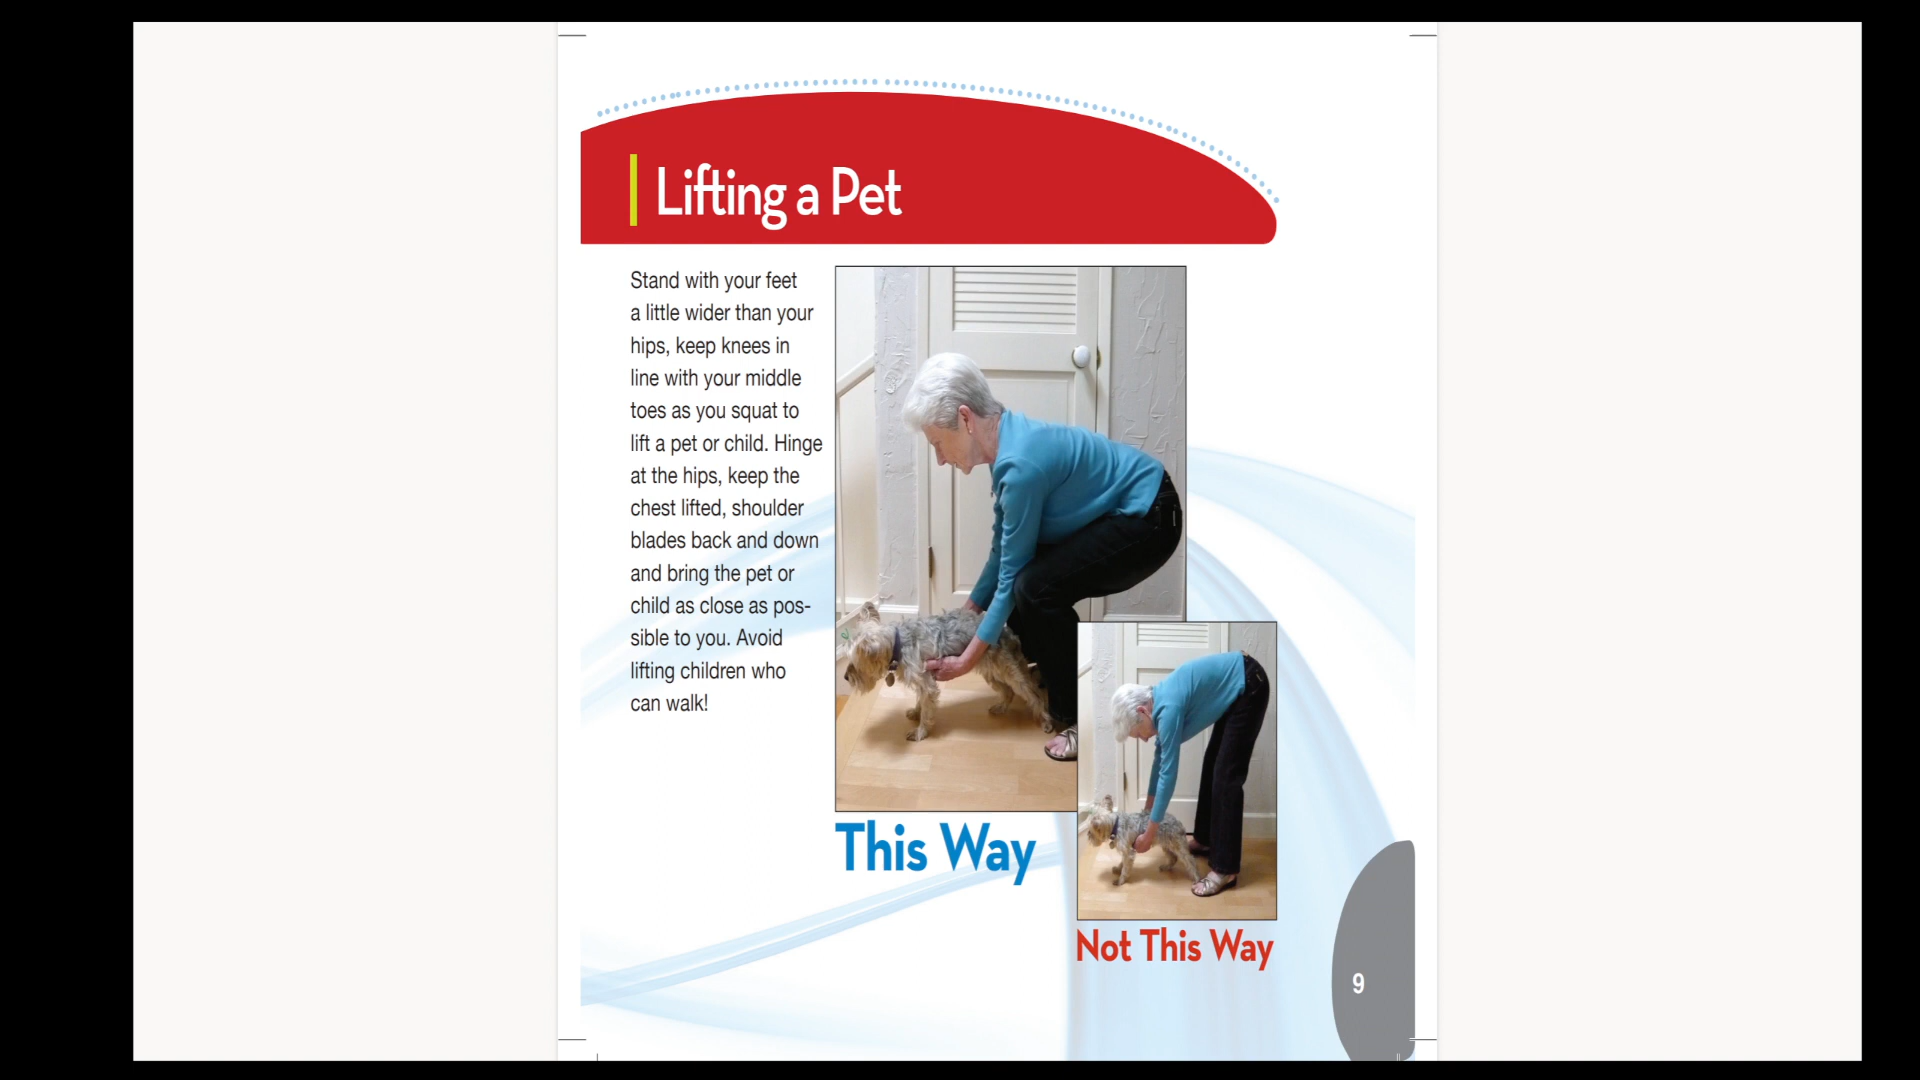 Lifting a Pet
Stand with your feet
a little wider than your
hips, keep knees in
line with your middle
toes as you squat to
lift a pet or child. Hinge
at the hips, keep the
chest lifted, shoulder
blades back and down
and bring the pet or
child as close as pos-
sible to you. Avoid
lifting children who
can walk!
This Way
Not This Way
9